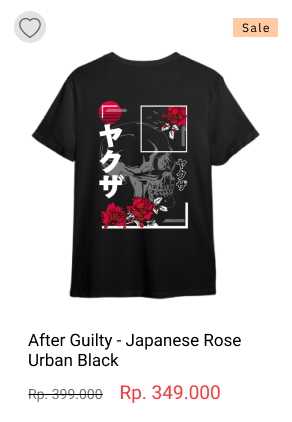 Sale
ヤクザ
ヤクザ
After Guilty - Japanese Rose
Urban Black
Rp. 399.000 Rp. 349.000